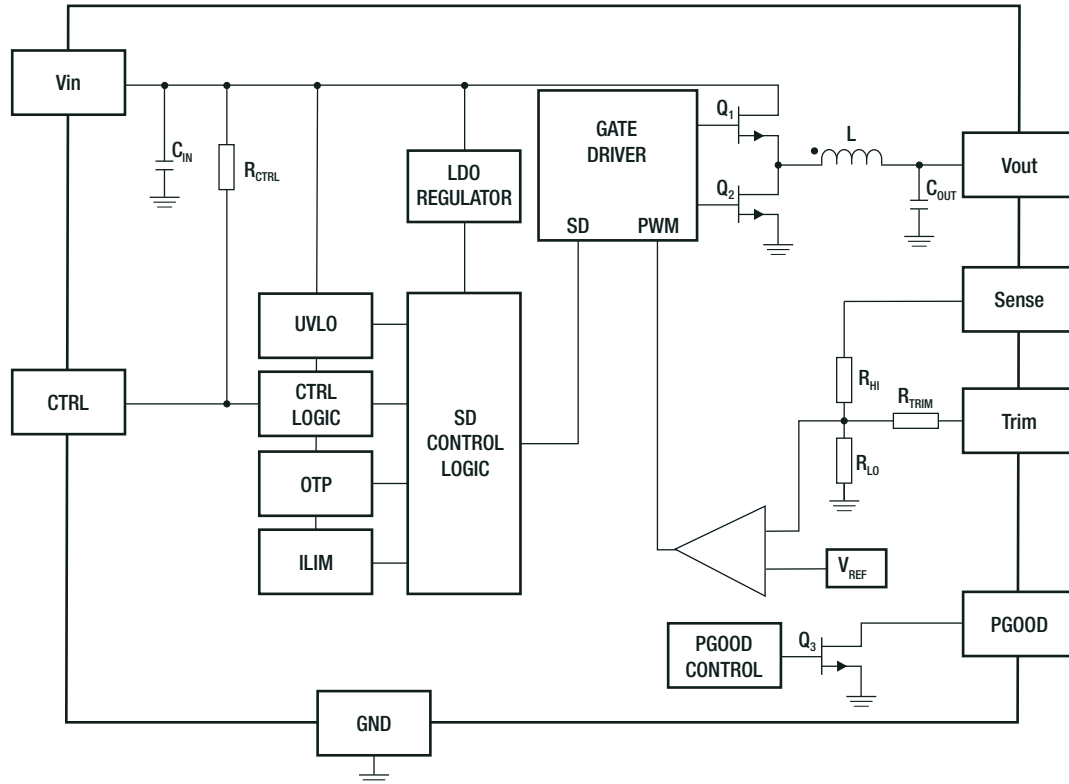 Vin
C_IN
R_CTRL
LDO
REGULATOR
GATE
DRIVER
SD PWM
Q_1
Q_2
L
C_OUT
Vout
Sense
UVLO
CTRL
CTRL
LOGIC
OTP
ILIM
SD
CONTROL
LOGIC
R_HI
R_TRIM
Trim
R_LO
V_REF
PGOOD
CONTROL
Q_3
PGOOD
GND